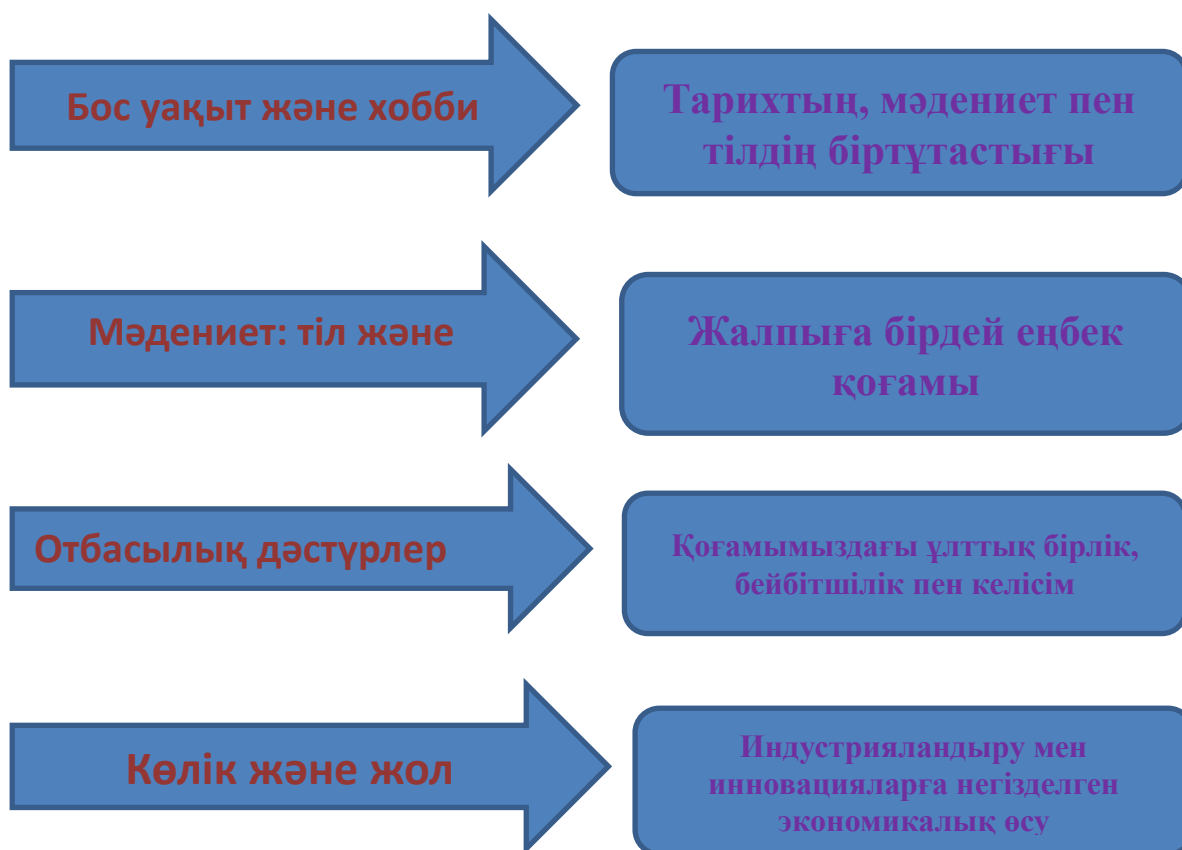 Бос уақыт және хобби
Тарихтың, мәдениет пен
тілдің біртұтастығы
Мәдениет: тіл және
Жалпыға бірдей еңбек
қоғамы
Отбасылық дәстүрлер
Қоғамымыздағы ұлттық бірлік,
бейбітшілік пен келісім
Көлік және жол
Индустрияландыру мен
инновацияларға негізделген
экономикалық өсу